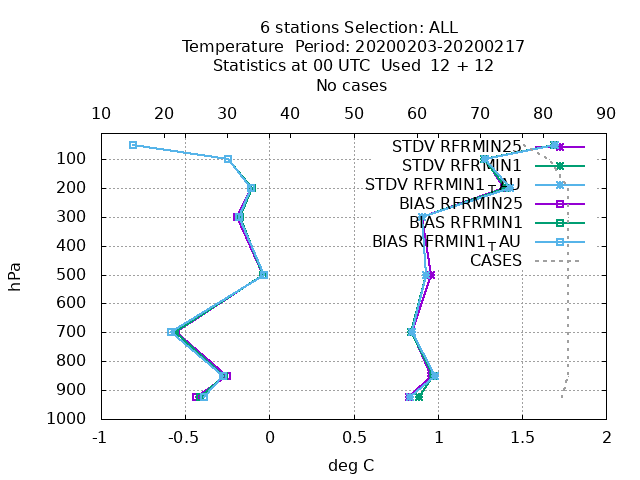 6 stations Selection: ALL
Temperature  Period: 20200203-20200217
Statistics at 00 UTC  Used  12 + 12
No cases
10 20 30 40 50 60 70 80 90
STDV RFRMIN25
100 STDV RFRMIN1
200 STDV RFRMIN1_TAU
BIAS RFRMIN25
300 BIAS RFRMIN1
400 BIAS RFRMIN1_TAU
CASES
500
600
700
800
900
1000
hPa
-1 -0.5 0 0.5 1 1.5 2
deg C